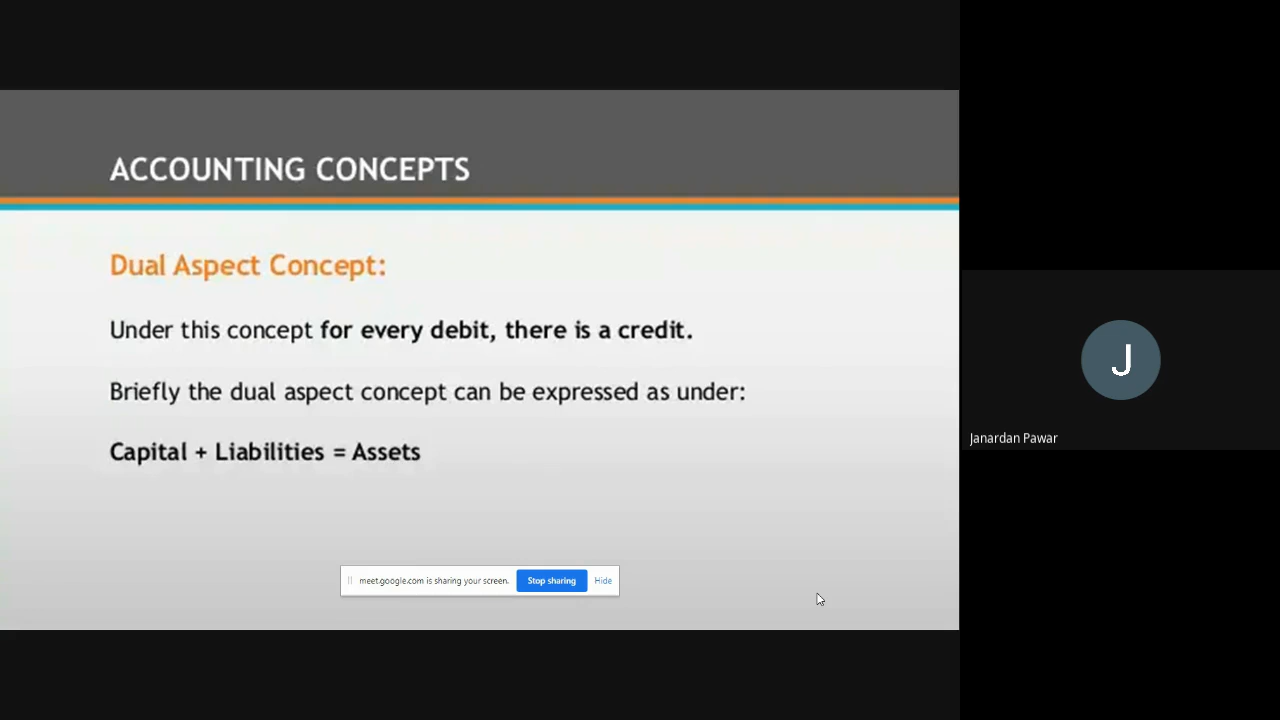 ACCOUNTING CONCEPTS
Dual Aspect Concept:
Under this concept for every debit, there is a credit.
Briefly the dual aspect concept can be expressed as under:
Capital + Liabilities = Assets
meet.google.com is sharing your screen.
Stop sharing
Hide
J
Janardan Pawar